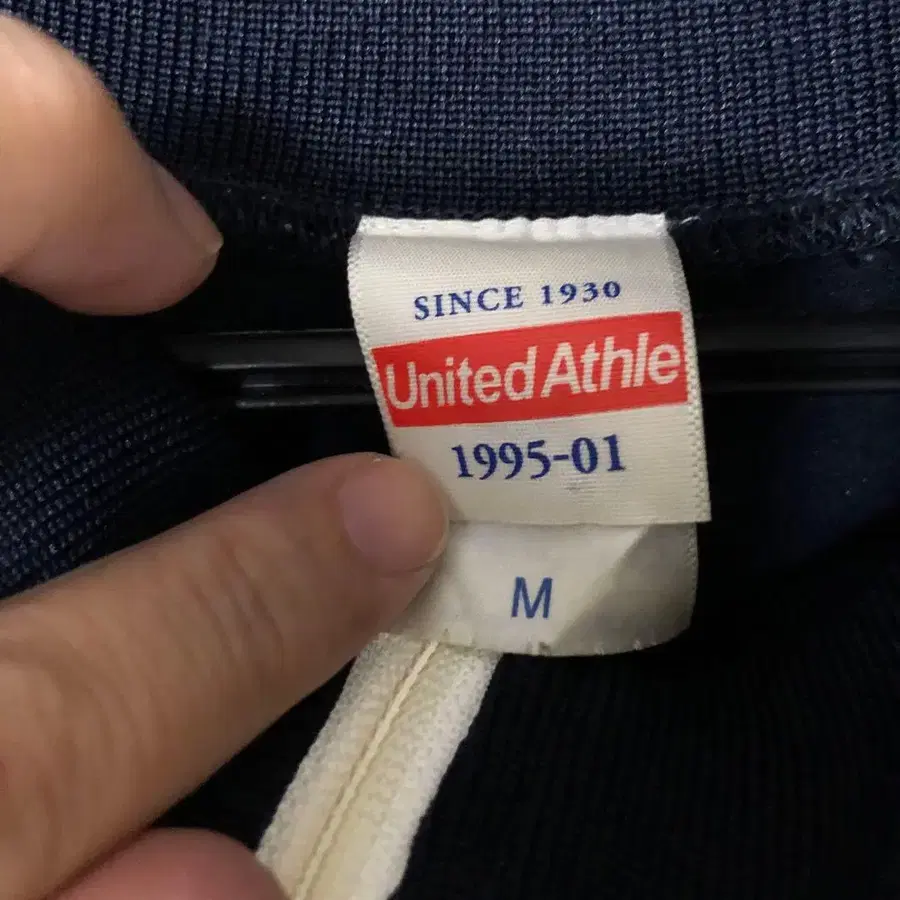 SINCE 1930
United Athle
1995-01
M